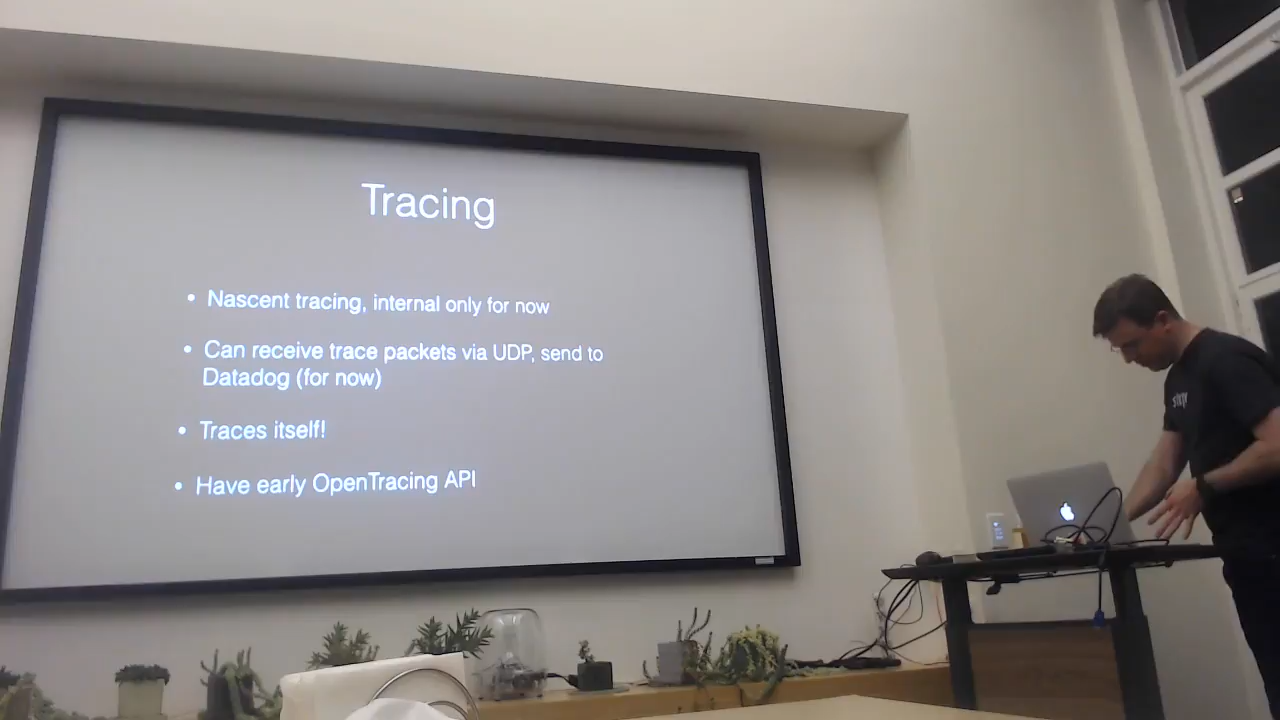 Tracing
• Nascent tracing, internal only for now
• Can receive trace packets via UDP, send to
Datadog (for now)
• Traces itself!
• Have early OpenTracing API